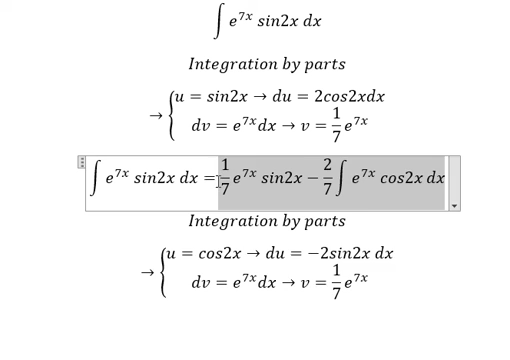 ∫ e^{7x} sin2x dx
Integration by parts
→ { u = sin2x → du = 2cos2xdx
dv = e^{7x}dx → v = 1/7 e^{7x}
∫ e^{7x} sin2x dx = 1/7 e^{7x} sin2x − 2/7 ∫ e^{7x} cos2x dx
Integration by parts
→ { u = cos2x → du = −2sin2x dx
dv = e^{7x}dx → v = 1/7 e^{7x}